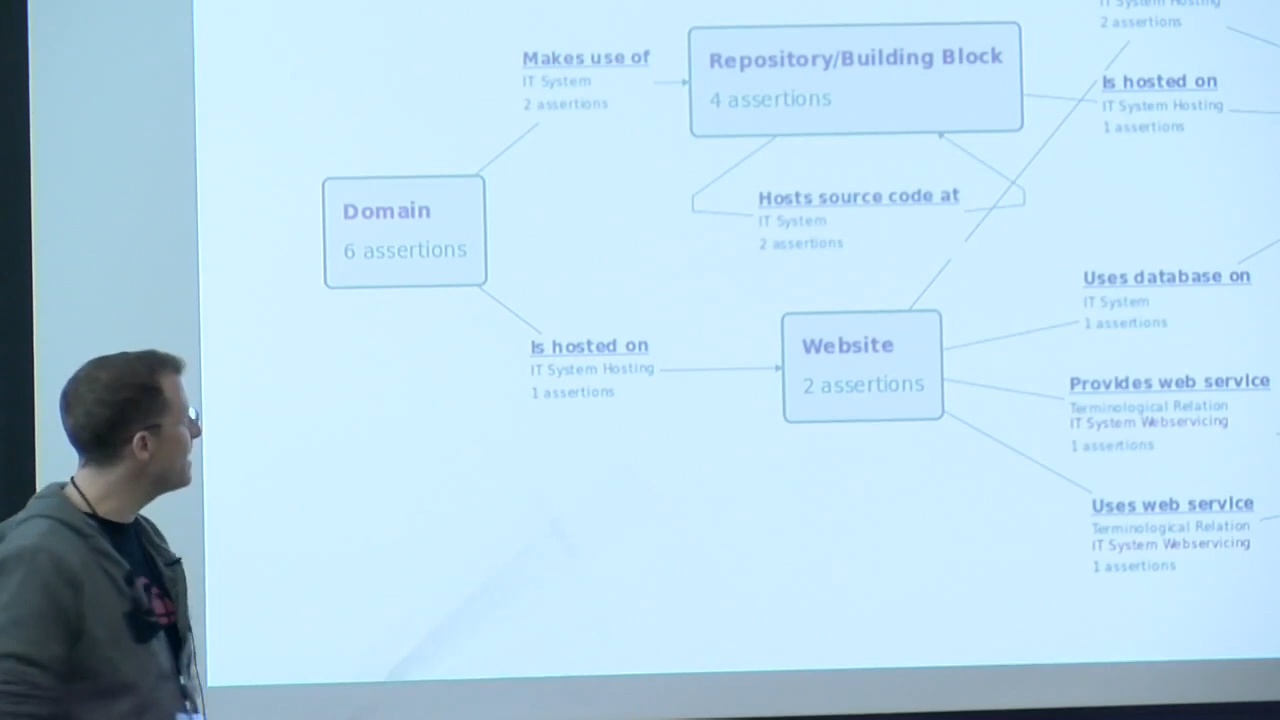 IT System Hosting
2 assertions
Makes use of
IT System
2 assertions
Repository/Building Block
4 assertions
Is hosted on
IT System Hosting
1 assertions
Domain
6 assertions
Hosts source code at
IT System
2 assertions
Uses database on
IT System
1 assertions
Is hosted on
IT System Hosting
1 assertions
Website
2 assertions
Provides web service
Terminological Relation
IT System Webservicing
1 assertions
Uses web service
Terminological Relation
IT System Webservicing
1 assertions